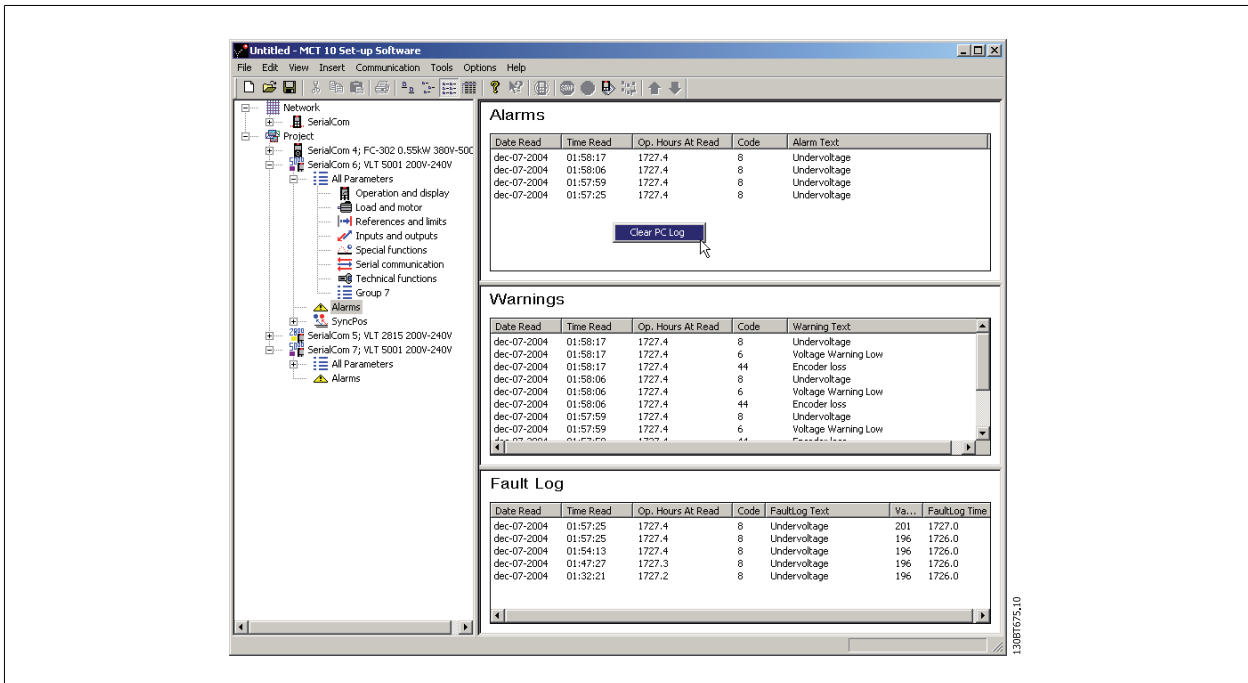 Untitled - MCT 10 Set-up Software
File Edit View Insert Communication Tools Options Help
Network
SerialCom
Project
SerialCom 4; FC-302 0.55kW 380V-500
SerialCom 6; VLT 5001 200V-240V
All Parameters
Operation and display
Load and motor
References and limits
Inputs and outputs
Special functions
Serial communication
Technical functions
Group 7
Alarms
SyncPos
SerialCom 5; VLT 2815 200V-240V
SerialCom 7; VLT 5001 200V-240V
All Parameters
Alarms
Alarms
Date Read Time Read Op. Hours At Read Code Alarm Text
dec-07-2004 01:58:17 1727.4 8 Undervoltage
dec-07-2004 01:58:06 1727.4 8 Undervoltage
dec-07-2004 01:57:59 1727.4 8 Undervoltage
dec-07-2004 01:57:25 1727.4 8 Undervoltage
Clear PC Log
Warnings
Date Read Time Read Op. Hours At Read Code Warning Text
dec-07-2004 01:58:17 1727.4 8 Undervoltage
dec-07-2004 01:58:17 1727.4 6 Voltage Warning Low
dec-07-2004 01:58:17 1727.4 44 Encoder loss
dec-07-2004 01:58:06 1727.4 8 Undervoltage
dec-07-2004 01:58:06 1727.4 6 Voltage Warning Low
dec-07-2004 01:58:06 1727.4 44 Encoder loss
dec-07-2004 01:57:59 1727.4 8 Undervoltage
dec-07-2004 01:57:59 1727.4 6 Voltage Warning Low
Fault Log
Date Read Time Read Op. Hours At Read Code FaultLog Text Va... FaultLog Time
dec-07-2004 01:57:25 1727.4 8 Undervoltage 201 1727.0
dec-07-2004 01:57:25 1727.4 8 Undervoltage 196 1726.0
dec-07-2004 01:54:13 1727.4 8 Undervoltage 196 1726.0
dec-07-2004 01:47:27 1727.3 8 Undervoltage 196 1726.0
dec-07-2004 01:32:21 1727.2 8 Undervoltage 196 1726.0
130BT675.10